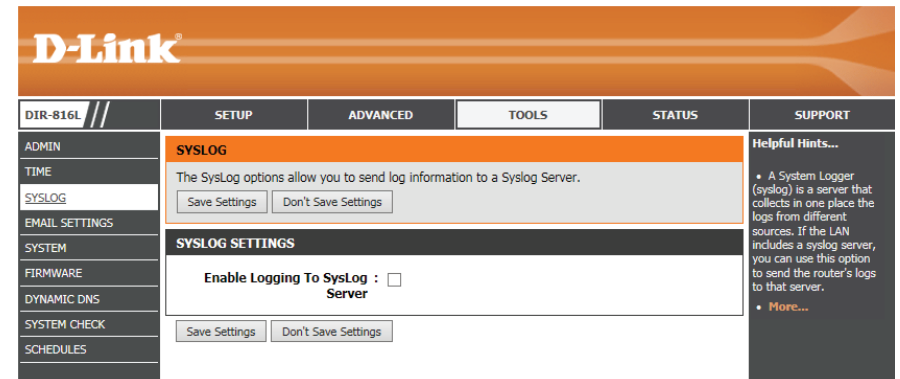 D-Link®
DIR-816L
SETUP
ADVANCED
TOOLS
STATUS
SUPPORT
ADMIN
TIME
SYSLOG
EMAIL SETTINGS
SYSTEM
FIRMWARE
DYNAMIC DNS
SYSTEM CHECK
SCHEDULES
SYSLOG
The SysLog options allow you to send log information to a Syslog Server.
Save Settings
Don't Save Settings
SYSLOG SETTINGS
Enable Logging To SysLog :
Server
Save Settings
Don't Save Settings
Helpful Hints...
• A System Logger
(syslog) is a server that
collects in one place the
logs from different
sources. If the LAN
includes a syslog server,
you can use this option
to send the router's logs
to that server.
• More...